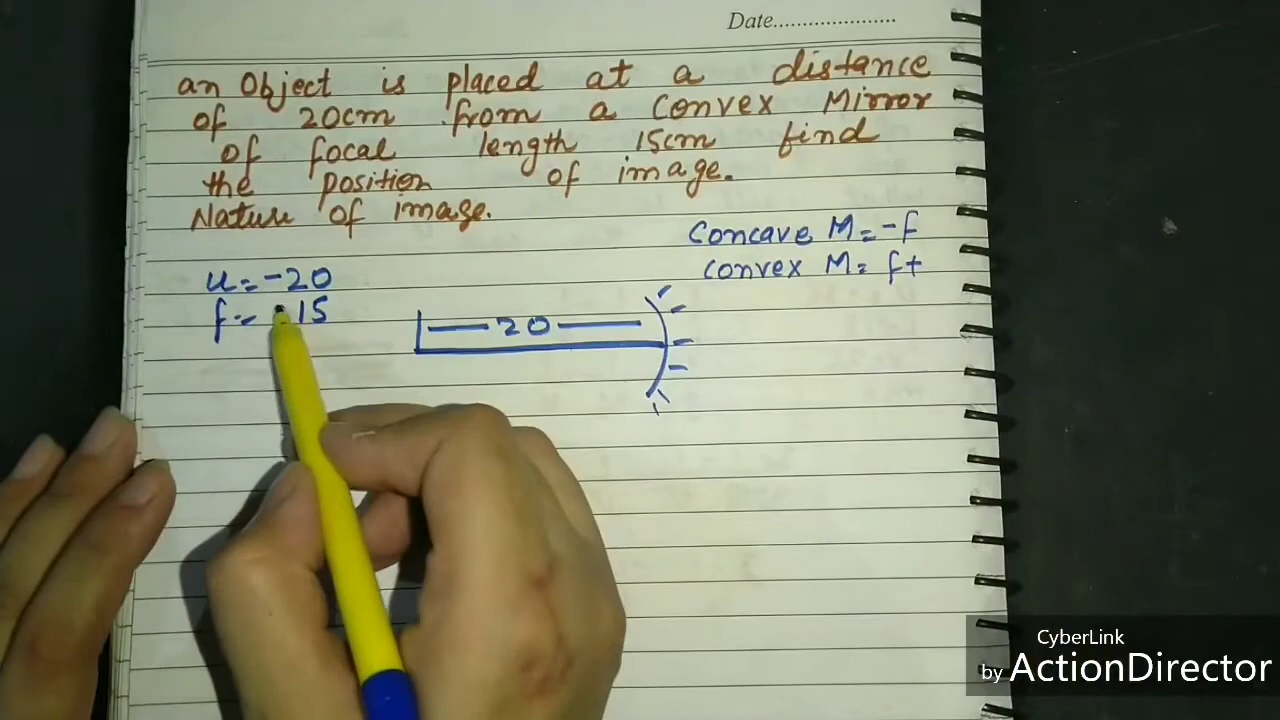 Date.....................
an Object is placed at a distance
of 20cm from a Convex Mirror
of focal length 15cm find
the position of image.
Nature of image.
Concave M = -f
convex M = f+
u = -20
f = 15
20
CyberLink
by ActionDirector